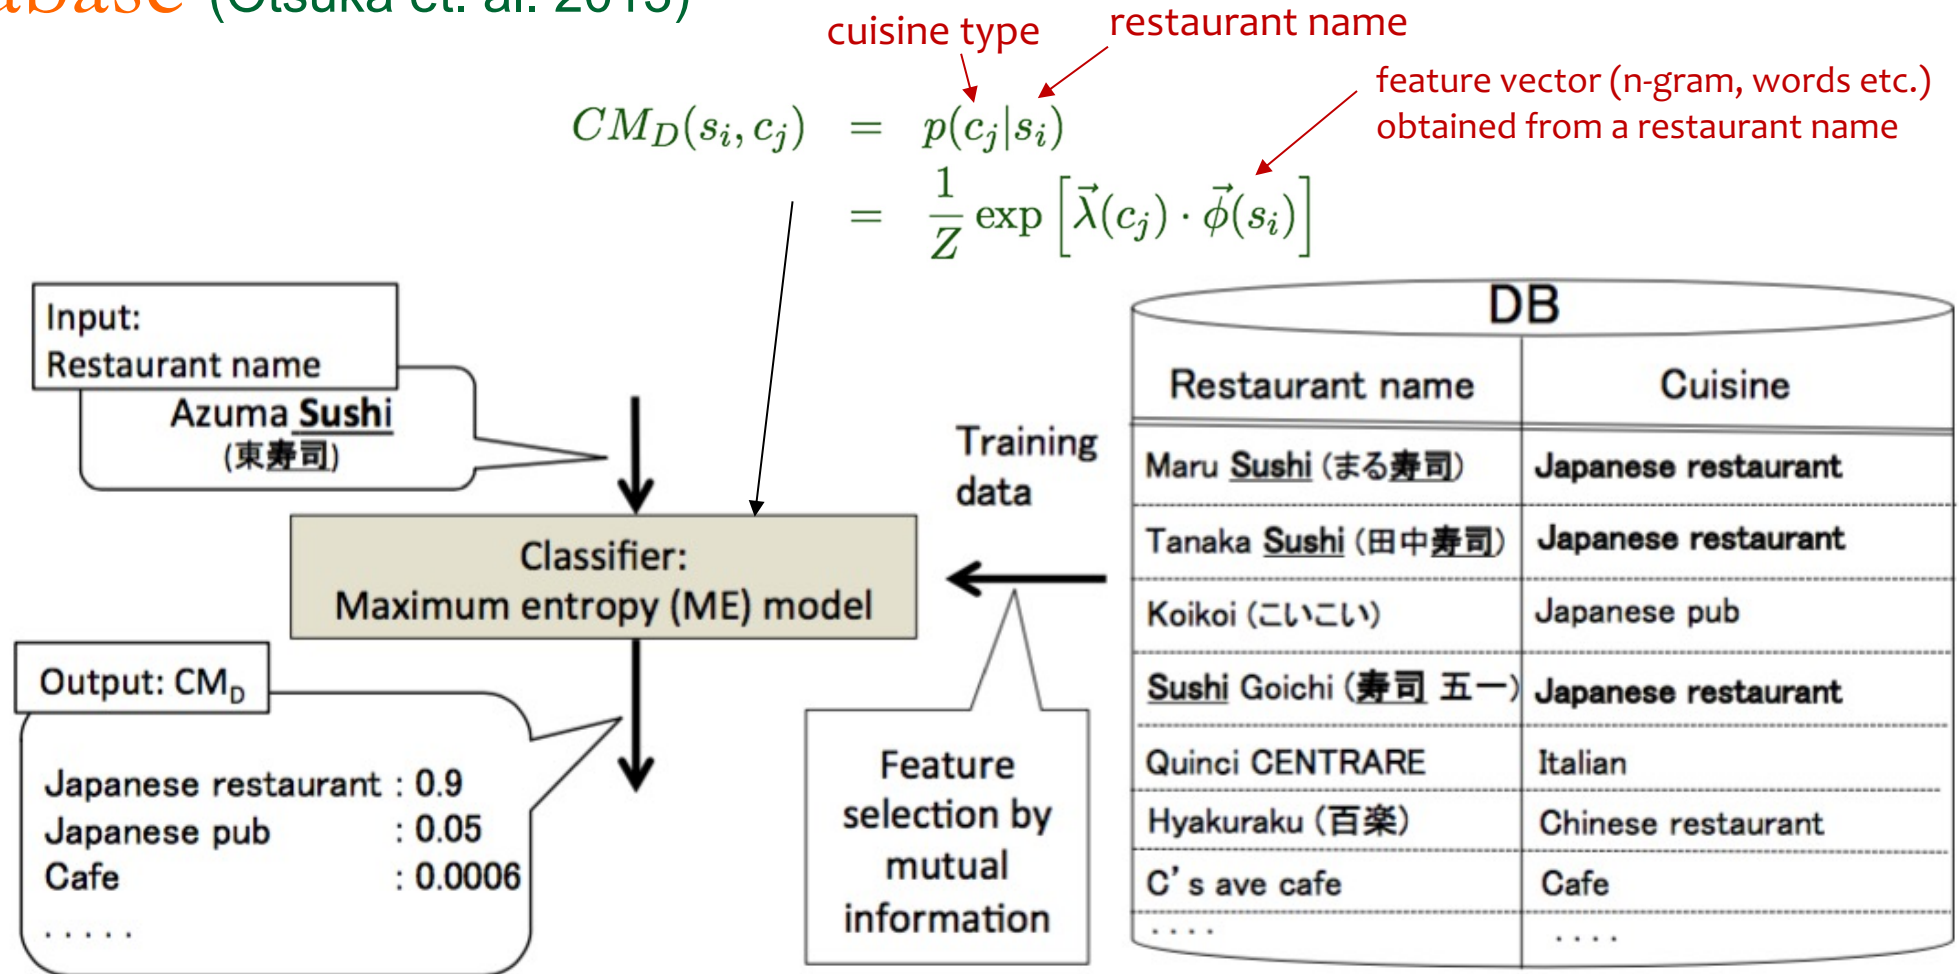 abase (Otsuka et. al. 2013)
cuisine type
restaurant name
feature vector (n-gram, words etc.)
obtained from a restaurant name
CM_D(s_i, c_j) = p(c_j|s_i)
= 1/Z exp [λ⃗(c_j) · ϕ⃗(s_i)]
Input:
Restaurant name
Azuma Sushi
(東寿司)
Classifier:
Maximum entropy (ME) model
Output: CM_D
Japanese restaurant : 0.9
Japanese pub : 0.05
Cafe : 0.0006
. . . . .
Training
data
Feature
selection by
mutual
information
DB
Restaurant name Cuisine
Maru Sushi (まる寿司) Japanese restaurant
Tanaka Sushi (田中寿司) Japanese restaurant
Koikoi (こいこい) Japanese pub
Sushi Goichi (寿司 五一) Japanese restaurant
Quinci CENTRARE Italian
Hyakuraku (百楽) Chinese restaurant
C's ave cafe Cafe
. . . . . . . .